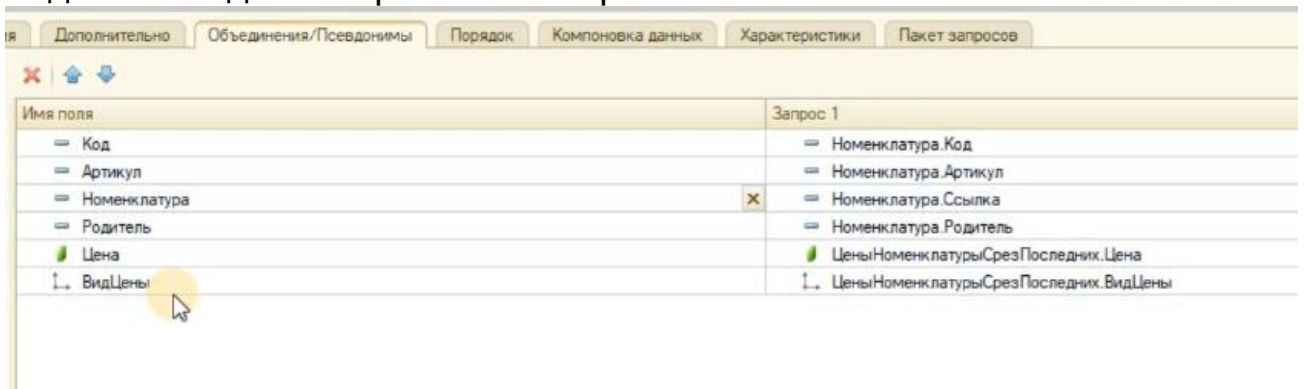 Дополнительно Объединения/Псевдонимы Порядок Компоновка данных Характеристики Пакет запросов
Имя поля Запрос 1
Код Номенклатура.Код
Артикул Номенклатура.Артикул
Номенклатура Номенклатура.Ссылка
Родитель Номенклатура.Родитель
Цена ЦеныНоменклатурыСрезПоследних.Цена
ВидЦены ЦеныНоменклатурыСрезПоследних.ВидЦены